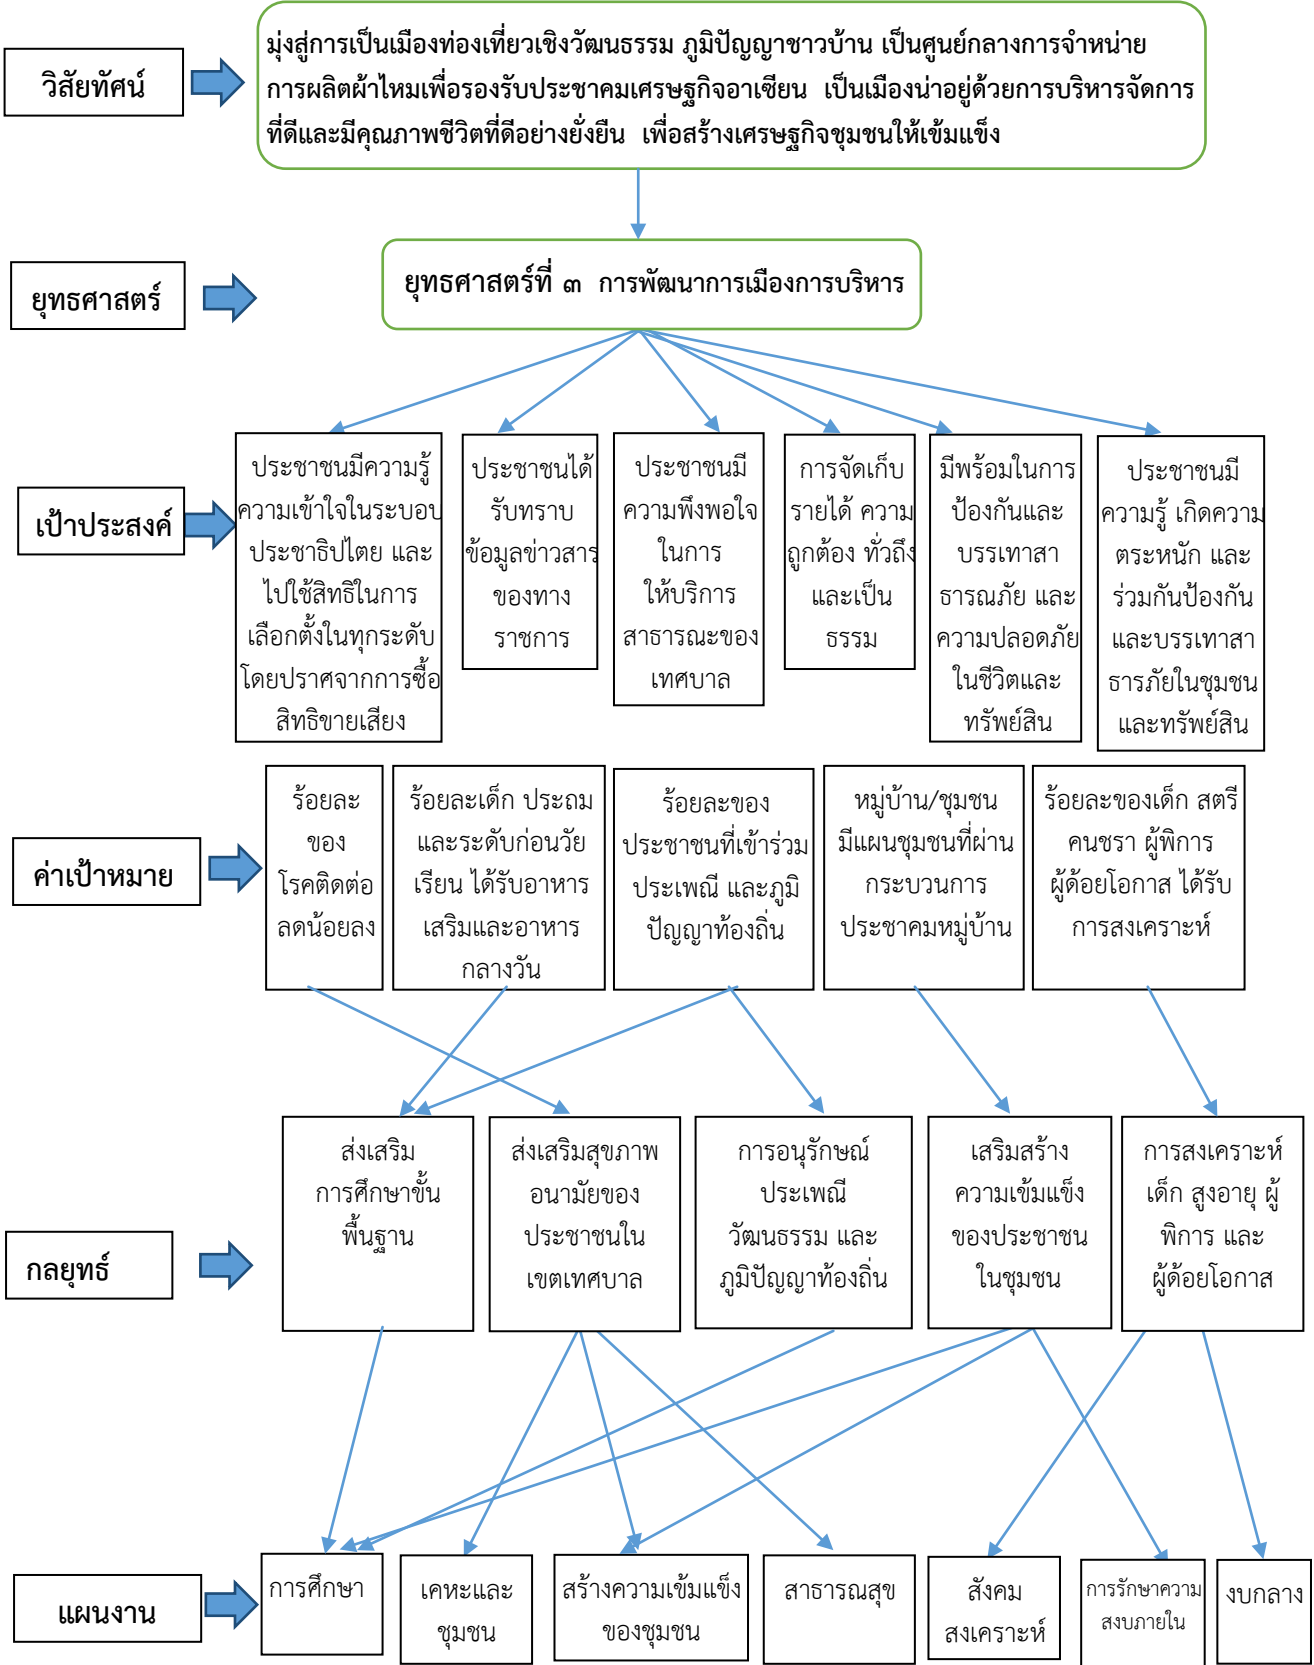 วิสัยทัศน์
มุ่งสู่การเป็นเมืองท่องเที่ยวเชิงวัฒนธรรม ภูมิปัญญาชาวบ้าน เป็นศูนย์กลางการจำหน่าย
การผลิตผ้าไหมเพื่อรองรับประชาคมเศรษฐกิจอาเซียน เป็นเมืองน่าอยู่ด้วยการบริหารจัดการ
ที่ดีและมีคุณภาพชีวิตที่ดีอย่างยั่งยืน เพื่อสร้างเศรษฐกิจชุมชนให้เข้มแข็ง
ยุทธศาสตร์
ยุทธศาสตร์ที่ ๓ การพัฒนาการเมืองการบริหาร
เป้าประสงค์
ประชาชนมีความรู้
ความเข้าใจในระบอบ
ประชาธิปไตย และ
ไปใช้สิทธิในการ
เลือกตั้งในทุกระดับ
โดยปราศจากการซื้อ
สิทธิขายเสียง
ประชาชนได้
รับทราบ
ข้อมูลข่าวสาร
ของทาง
ราชการ
ประชาชนมี
ความพึงพอใจ
ในการ
ให้บริการ
สาธารณะของ
เทศบาล
การจัดเก็บ
รายได้ ความ
ถูกต้อง ทั่วถึง
และเป็น
ธรรม
มีพร้อมในการ
ป้องกันและ
บรรเทาสา
ธารณภัย และ
ความปลอดภัย
ในชีวิตและ
ทรัพย์สิน
ประชาชนมี
ความรู้ เกิดความ
ตระหนัก และ
ร่วมกันป้องกัน
และบรรเทาสา
ธารภัยในชุมชน
และทรัพย์สิน
ค่าเป้าหมาย
ร้อยละ
ของ
โรคติดต่อ
ลดน้อยลง
ร้อยละเด็ก ประถม
และระดับก่อนวัย
เรียน ได้รับอาหาร
เสริมและอาหาร
กลางวัน
ร้อยละของ
ประชาชนที่เข้าร่วม
ประเพณี และภูมิ
ปัญญาท้องถิ่น
หมู่บ้าน/ชุมชน
มีแผนชุมชนที่ผ่าน
กระบวนการ
ประชาคมหมู่บ้าน
ร้อยละของเด็ก สตรี
คนชรา ผู้พิการ
ผู้ด้อยโอกาส ได้รับ
การสงเคราะห์
กลยุทธ์
ส่งเสริม
การศึกษาขั้น
พื้นฐาน
ส่งเสริมสุขภาพ
อนามัยของ
ประชาชนใน
เขตเทศบาล
การอนุรักษณ์
ประเพณี
วัฒนธรรม และ
ภูมิปัญญาท้องถิ่น
เสริมสร้าง
ความเข้มแข็ง
ของประชาชน
ในชุมชน
การสงเคราะห์
เด็ก สูงอายุ ผู้
พิการ และ
ผู้ด้อยโอกาส
แผนงาน
การศึกษา
เคหะและ
ชุมชน
สร้างความเข้มแข็ง
ของชุมชน
สาธารณสุข
สังคม
สงเคราะห์
การรักษาความ
สงบภายใน
งบกลาง